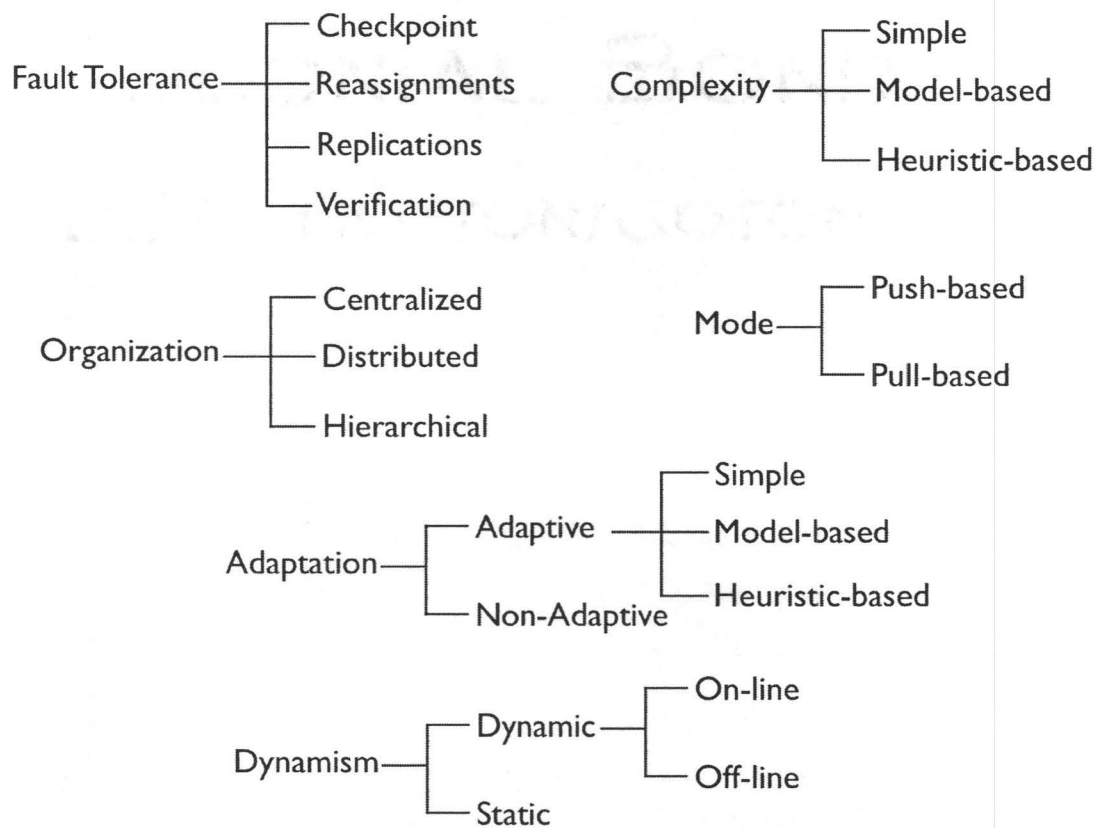 Fault Tolerance
Checkpoint
Reassignments
Replications
Verification
Complexity
Simple
Model-based
Heuristic-based
Organization
Centralized
Distributed
Hierarchical
Mode
Push-based
Pull-based
Adaptation
Adaptive
Simple
Model-based
Heuristic-based
Non-Adaptive
Dynamism
Dynamic
On-line
Off-line
Static